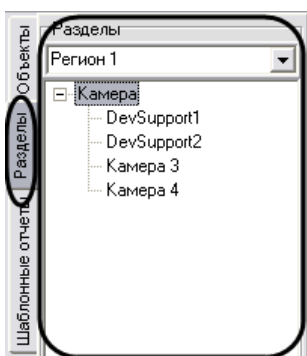 Объекты
Разделы
Шаблонные отчеты
Разделы
Регион 1
Камера
DevSupport1
DevSupport2
Камера 3
Камера 4